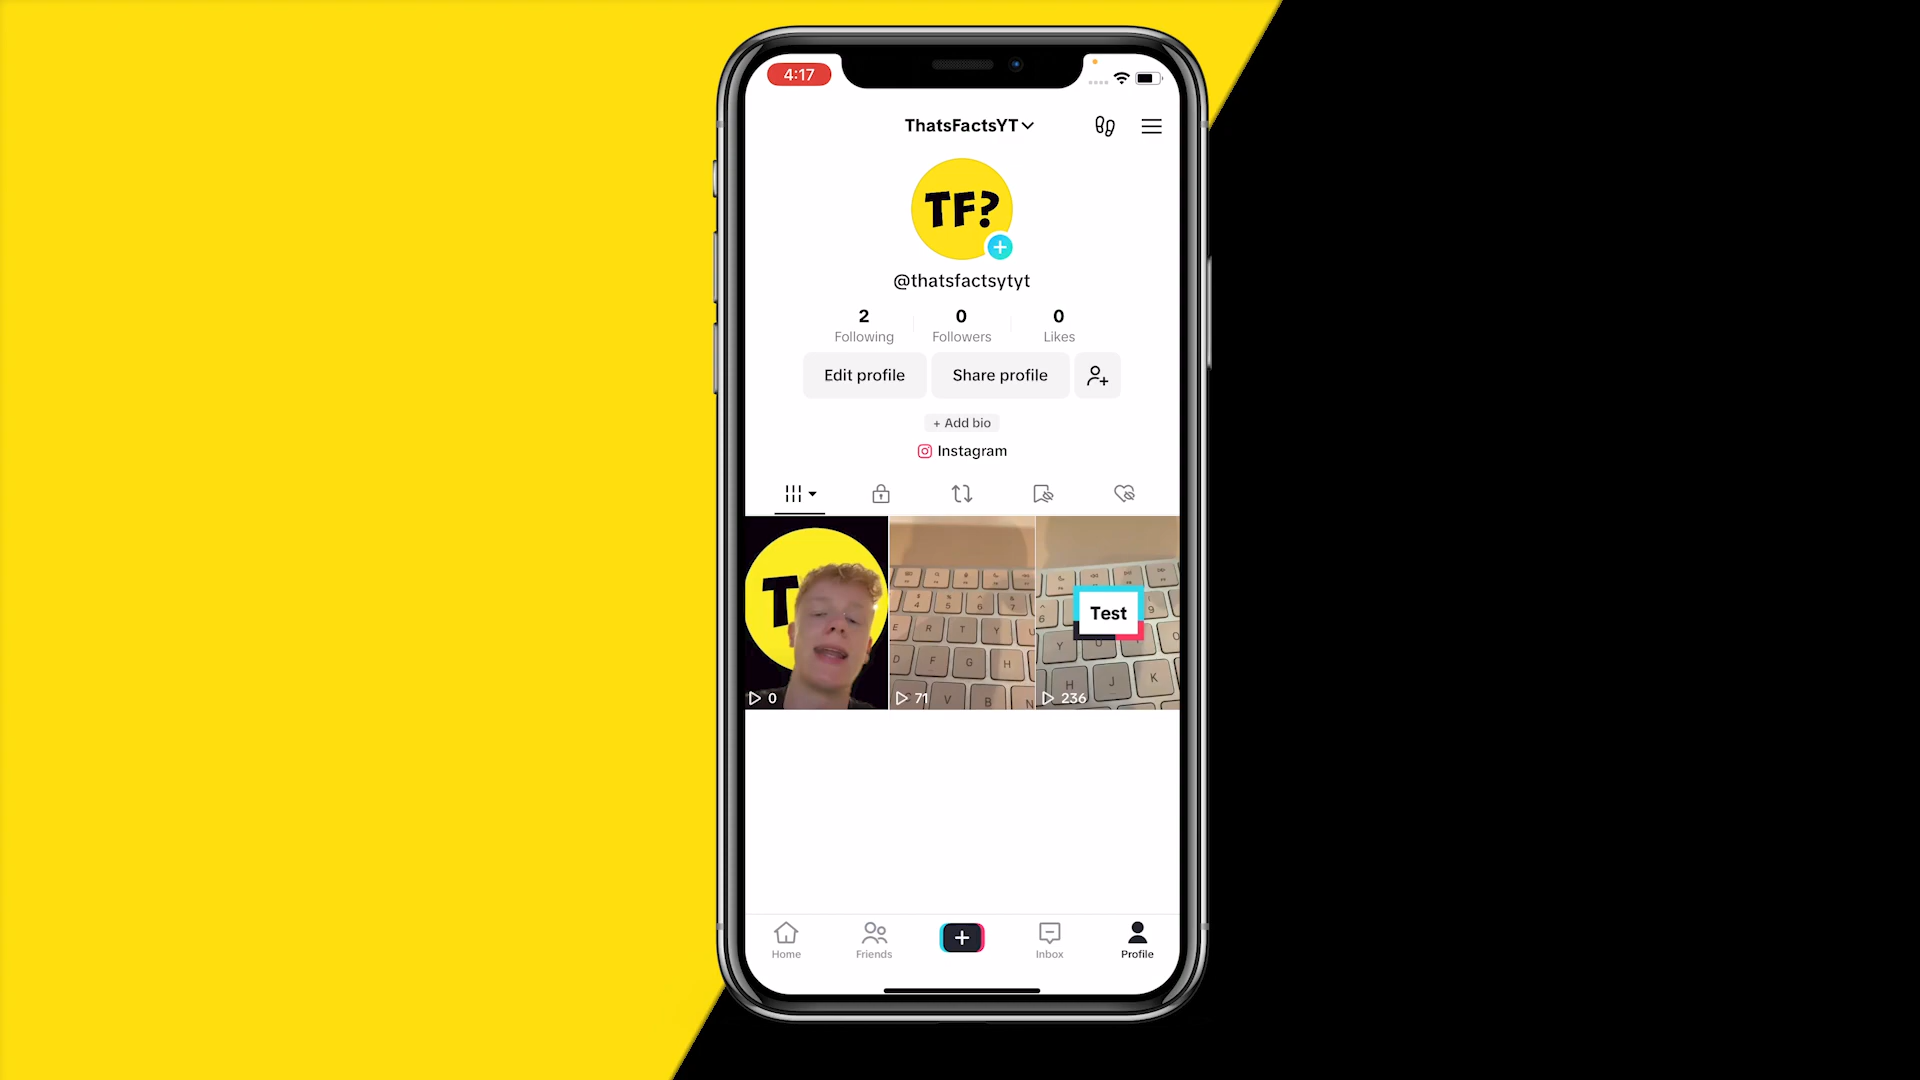 4:17
ThatsFactsYT
TF?
@thatsfactsytyt
2 0 0
Following Followers Likes
Edit profile Share profile
+ Add bio
Instagram
T
Test
0 71 236
Home Friends Inbox Profile